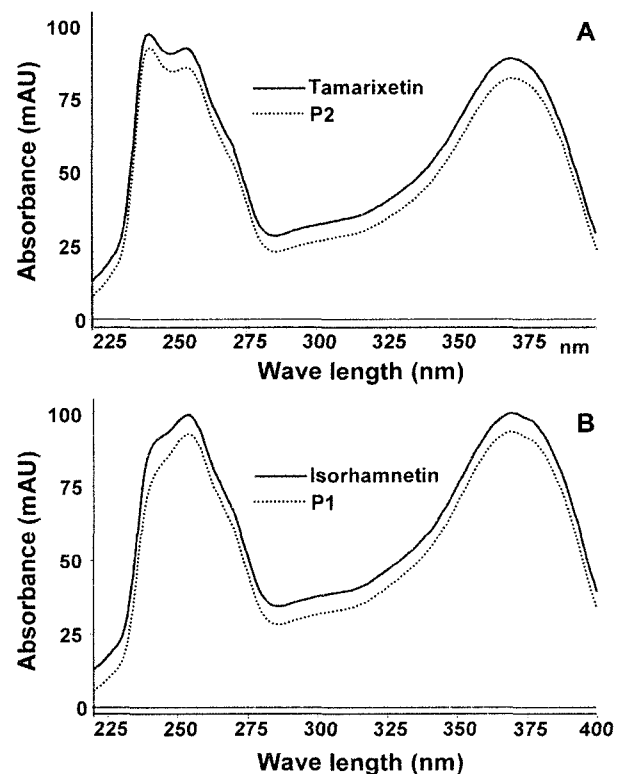 A
100
75
50
25
0
Absorbance (mAU)
Tamarixetin
P2
225 250 275 300 325 350 375 nm
Wave length (nm)
B
100
75
50
25
0
Absorbance (mAU)
Isorhamnetin
P1
225 250 275 300 325 350 375 400
Wave length (nm)